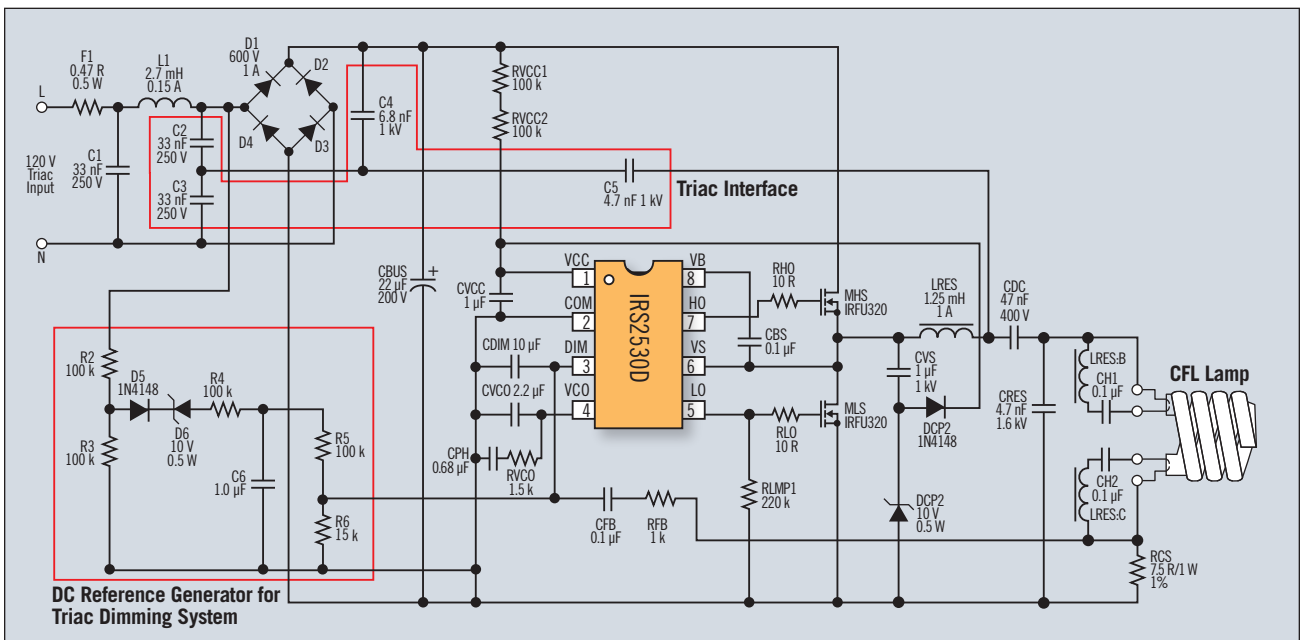 F1
0.47 R
0.5 W
L1
2.7 mH
0.15 A
D1
600 V
1 A
D2
D4
D3
L
N
120 V
Triac
Input
C1
33 nF
250 V
C2
33 nF
250 V
C3
33 nF
250 V
C4
6.8 nF
1 kV
RVCC1
100 k
RVCC2
100 k
C5
4.7 nF 1 kV
Triac Interface
CBUS
22 µF
200 V
+
CVCC
1 µF
VCC
1
COM
2
DIM
3
VCO
4
IRS2530D
VB
8
HO
7
VS
6
LO
5
CDIM 10 µF
CVCO 2.2 µF
CPH
0.68 µF
RVCO
1.5 k
RHO
10 R
MHS
IRFU320
CBS
0.1 µF
RLO
10 R
MLS
IRFU320
RLMP1
220 k
CFB
0.1 µF
RFB
1 k
LRES
1.25 mH
1 A
CDC
47 nF
400 V
CVS
1 µF
1 kV
DCP2
1N4148
DCP2
10 V
0.5 W
CRES
4.7 nF
1.6 kV
LRES:B
CH1
0.1 µF
CH2
0.1 µF
LRES:C
CFL Lamp
RCS
7.5 R/1 W
1%
R2
100 k
R3
100 k
D5
1N4148
D6
10 V
0.5 W
R4
100 k
C6
1.0 µF
R5
100 k
R6
15 k
DC Reference Generator for
Triac Dimming System